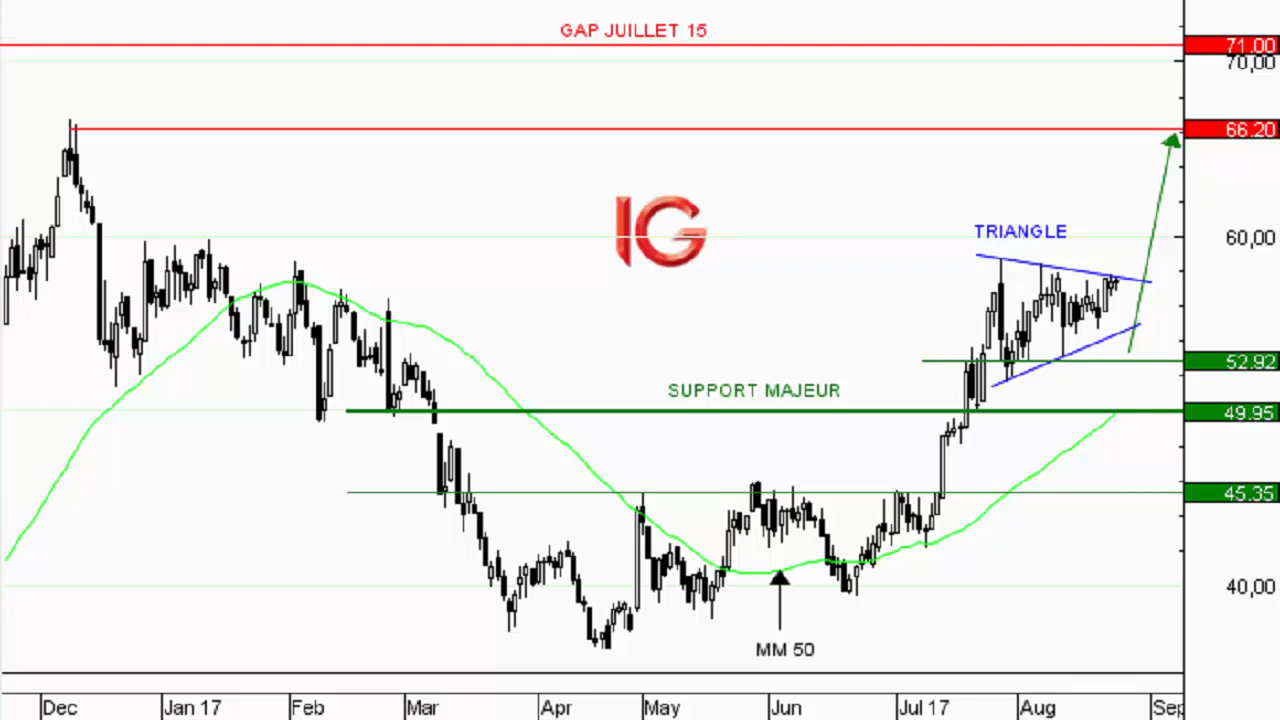 GAP JUILLET 15
71.00
70,00
66.20
IG
TRIANGLE
60,00
52.92
SUPPORT MAJEUR
49.95
45.35
40,00
MM 50
Dec Jan 17 Feb Mar Apr May Jun Jul 17 Aug Sep